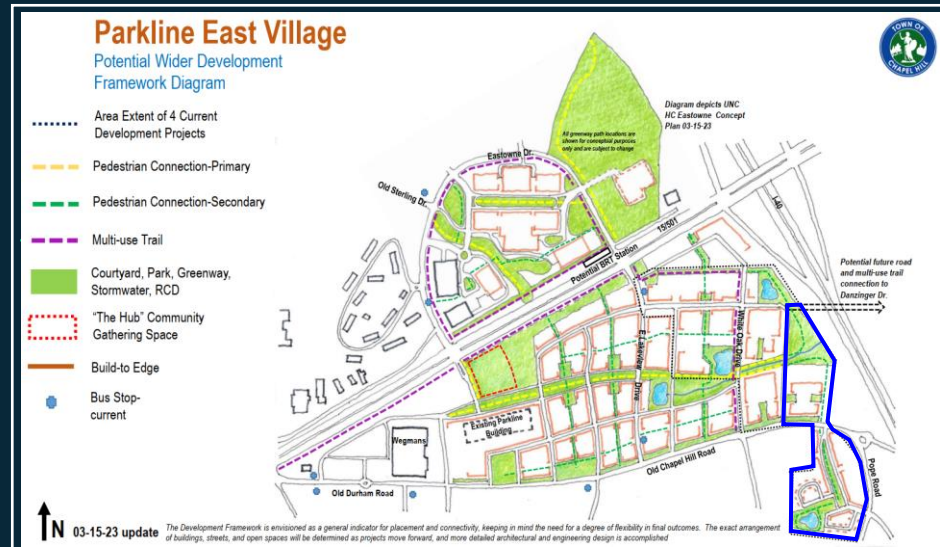 Parkline East Village
Potential Wider Development
Framework Diagram
TOWN OF
CHAPEL HILL
Area Extent of 4 Current
Development Projects
Pedestrian Connection-Primary
Pedestrian Connection-Secondary
Multi-use Trail
Courtyard, Park, Greenway,
Stormwater, RCD
"The Hub" Community
Gathering Space
Build-to Edge
Bus Stop-
current
Diagram depicts UNC
HC Eastowne Concept
Plan 03-15-23
All greenway path locations are
shown for conceptual purposes
only and are subject to change
Eastowne Dr.
Old Sterling Dr.
I-40
15/501
Potential BRT Station
Potential future road
and multi-use trail
connection to
Danzinger Dr.
White Oak Drive
E. Lakeview Drive
Existing Parkline
Building
Wegmans
Old Chapel Hill Road
Pope Road
Old Durham Road
N
03-15-23 update
The Development Framework is envisioned as a general indicator for placement and connectivity, keeping in mind the need for a degree of flexibility in final outcomes. The exact arrangement
of buildings, streets, and open spaces will be determined as projects move forward, and more detailed architectural and engineering design is accomplished